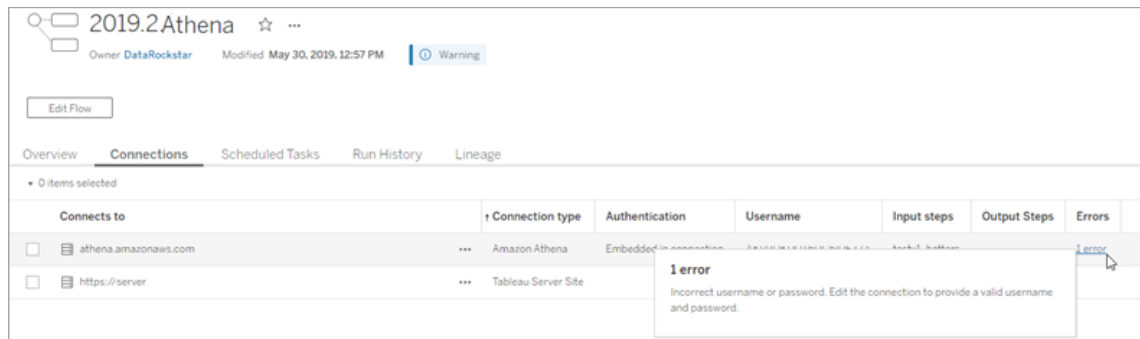 2019.2 Athena ☆ ...
Owner DataRockstar Modified May 30, 2019, 12:57 PM Warning
Edit Flow
Overview Connections Scheduled Tasks Run History Lineage
0 items selected
Connects to ↑ Connection type Authentication Username Input steps Output Steps Errors
athena.amazonaws.com ... Amazon Athena Embedded in connection 1 error
https://server ... Tableau Server Site
1 error
Incorrect username or password. Edit the connection to provide a valid username
and password.